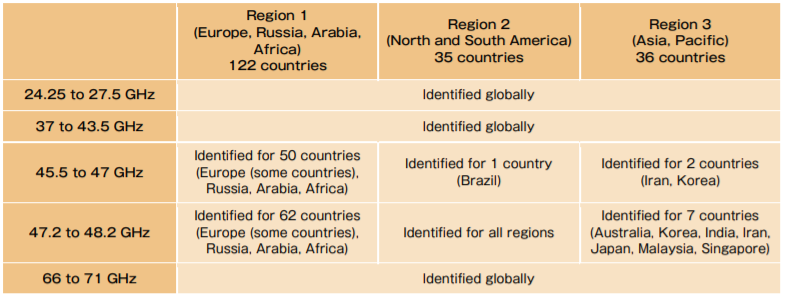 Region 1
(Europe, Russia, Arabia,
Africa)
122 countries
Region 2
(North and South America)
35 countries
Region 3
(Asia, Pacific)
36 countries
24.25 to 27.5 GHz
Identified globally
37 to 43.5 GHz
Identified globally
45.5 to 47 GHz
Identified for 50 countries
(Europe (some countries),
Russia, Arabia, Africa)
Identified for 1 country
(Brazil)
Identified for 2 countries
(Iran, Korea)
47.2 to 48.2 GHz
Identified for 62 countries
(Europe (some countries),
Russia, Arabia, Africa)
Identified for all regions
Identified for 7 countries
(Australia, Korea, India, Iran,
Japan, Malaysia, Singapore)
66 to 71 GHz
Identified globally